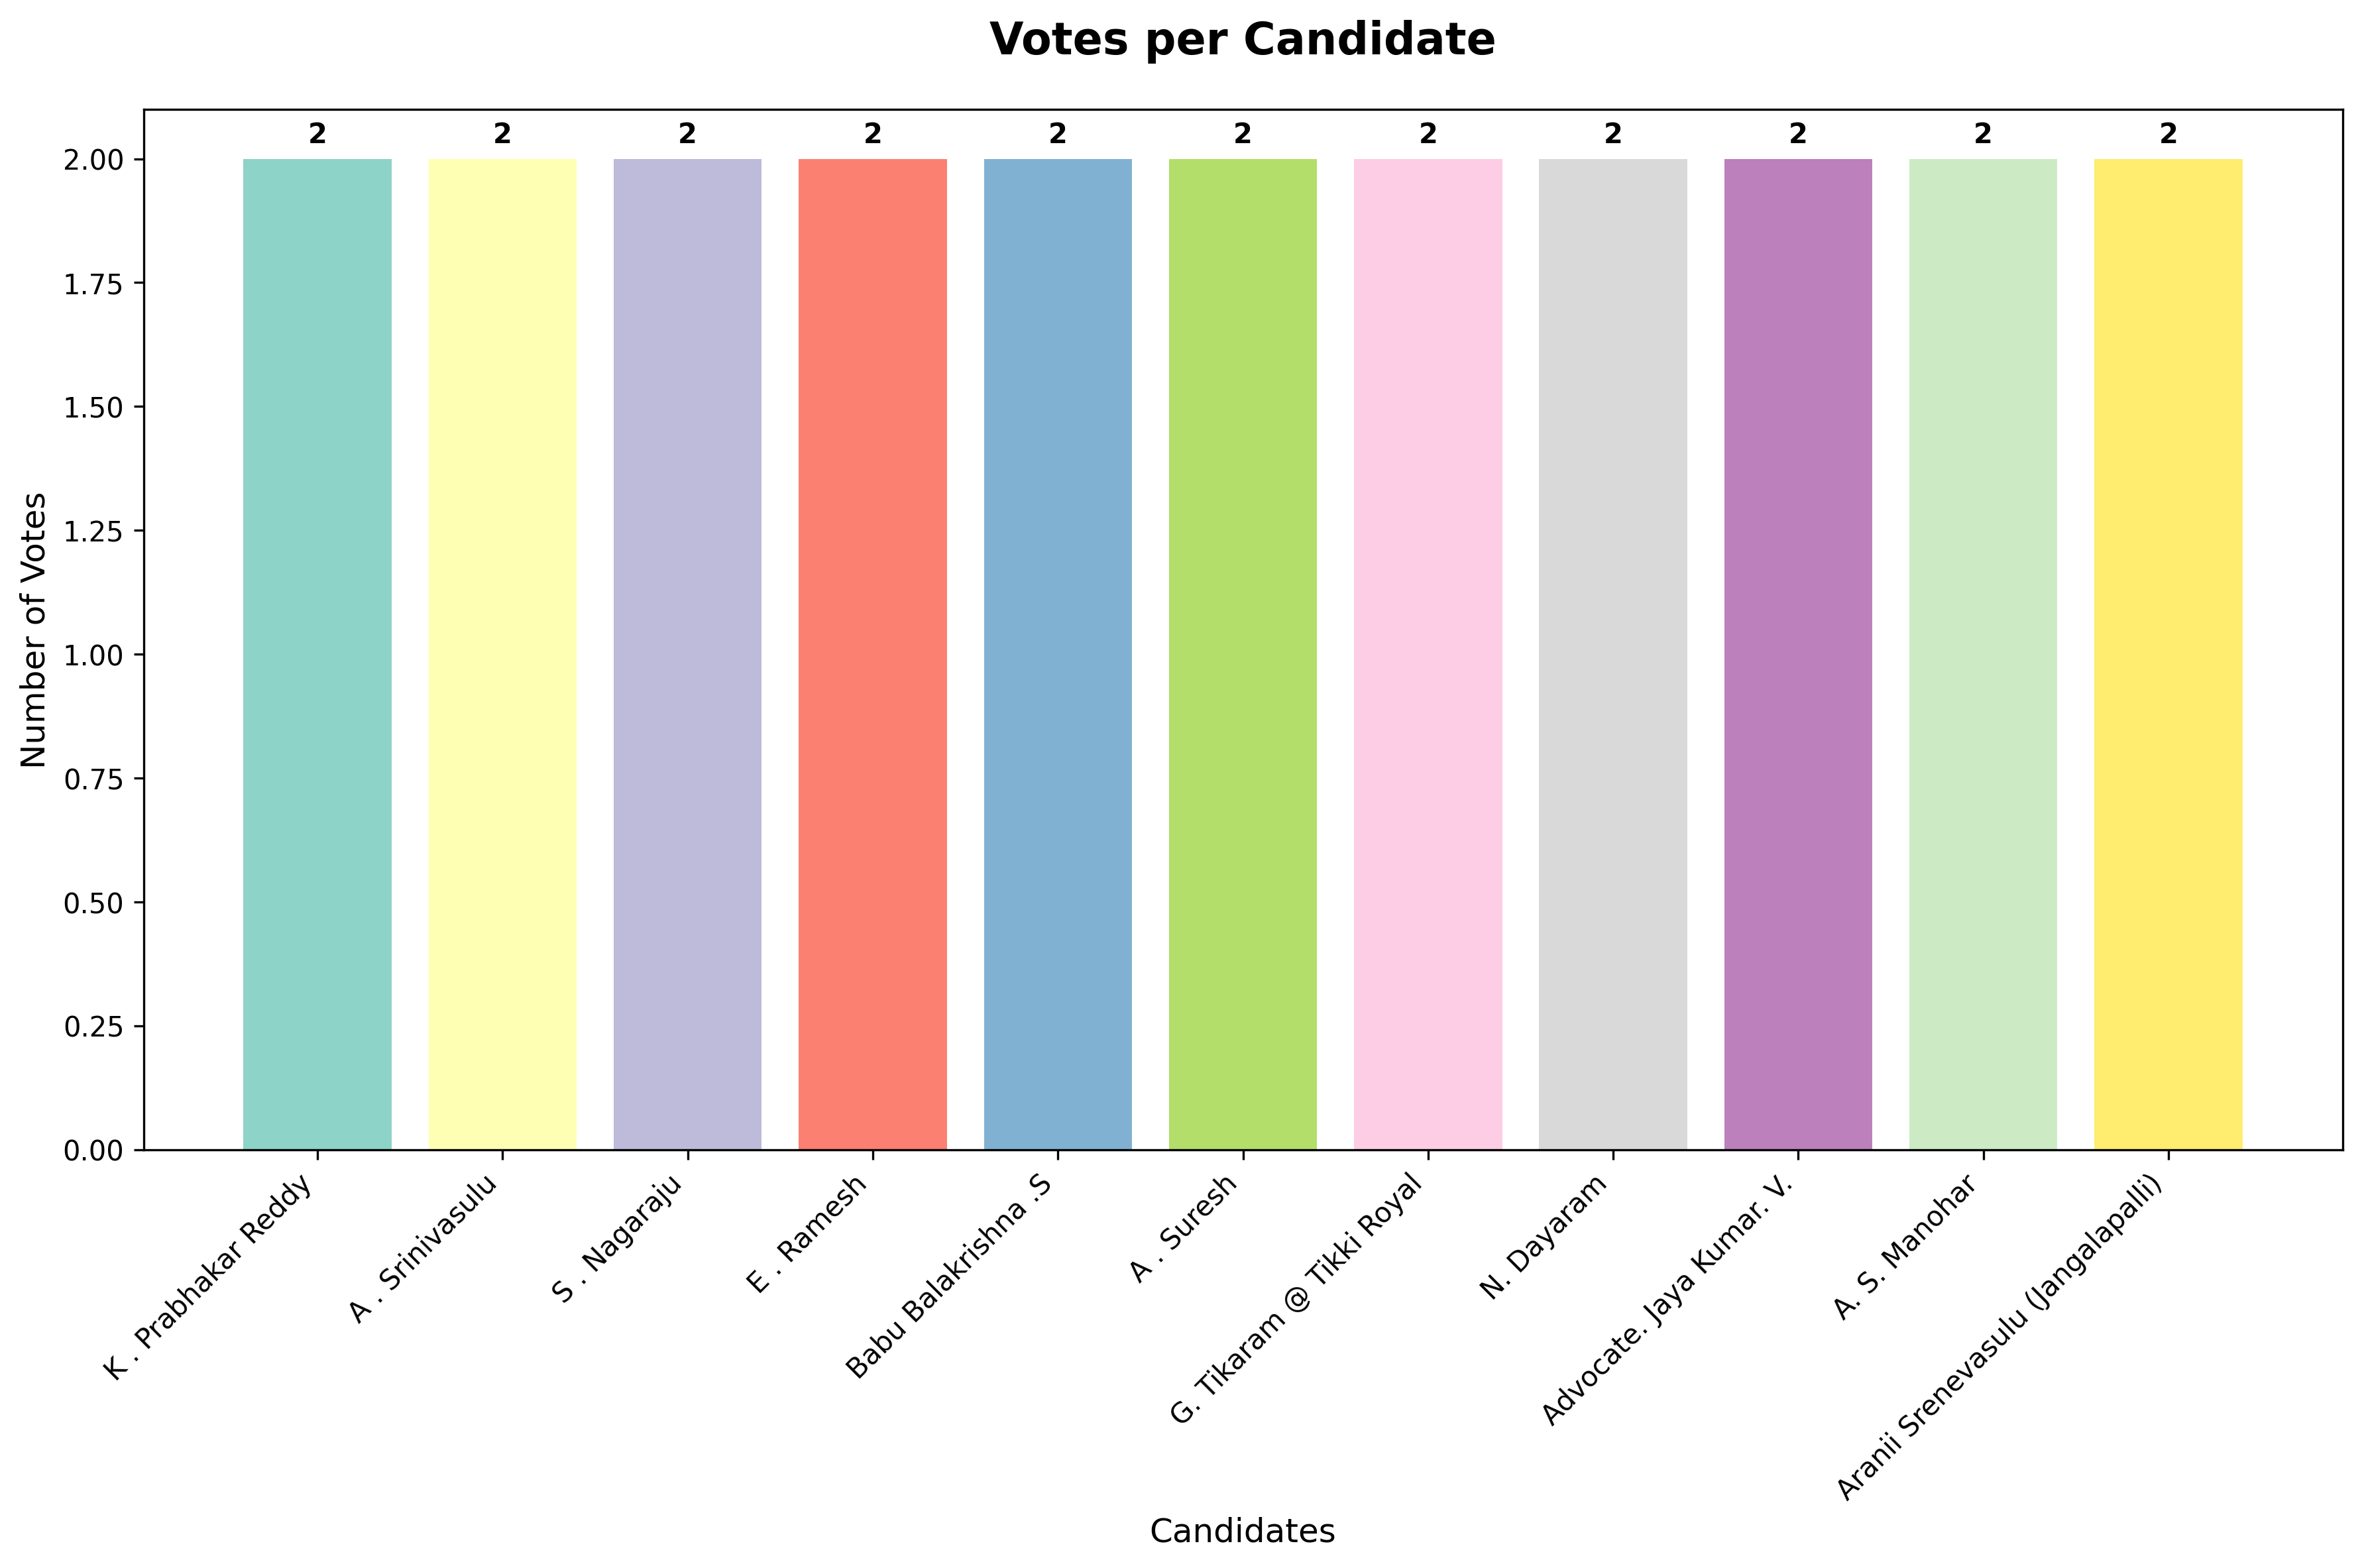 Votes per Candidate
2 2 2 2 2 2 2 2 2 2 2
2.00
1.75
1.50
1.25
1.00
0.75
0.50
0.25
0.00
Number of Votes
K . Prabhakar Reddy
A . Srinivasulu
S . Nagaraju
E . Ramesh
Babu Balakrishna .S
A . Suresh
G. Tikaram @ Tikki Royal
N. Dayaram
Advocate. Jaya Kumar. V.
A. S. Manohar
Aranii Srenevasulu (Jangalapalli)
Candidates